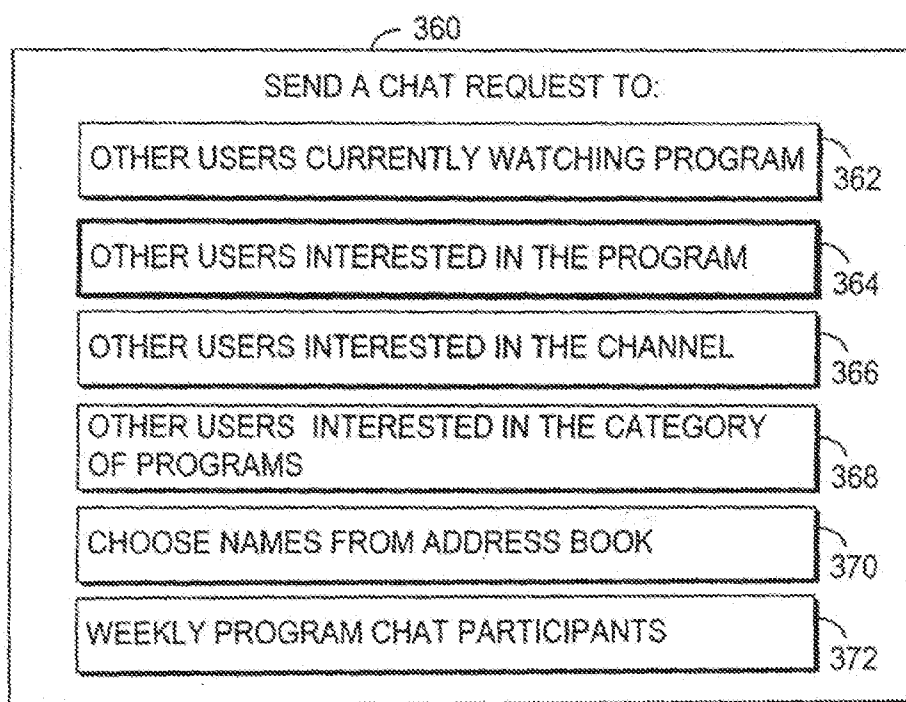 360
SEND A CHAT REQUEST TO:
OTHER USERS CURRENTLY WATCHING PROGRAM
362
OTHER USERS INTERESTED IN THE PROGRAM
364
OTHER USERS INTERESTED IN THE CHANNEL
366
OTHER USERS INTERESTED IN THE CATEGORY
OF PROGRAMS
368
CHOOSE NAMES FROM ADDRESS BOOK
370
WEEKLY PROGRAM CHAT PARTICIPANTS
372